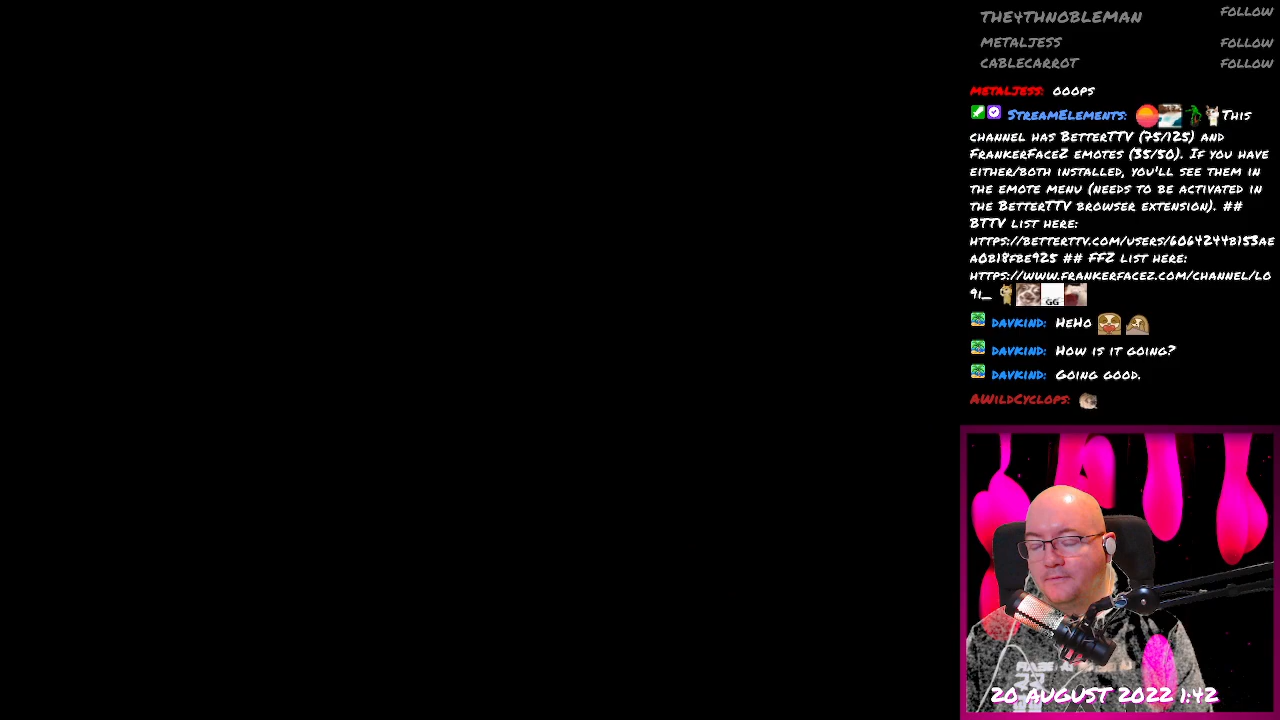 THE4THNOBLEMAN FOLLOW
METALJESS FOLLOW
CABLECARROT FOLLOW
METALJESS: OOOPS
STREAMELEMENTS: THIS
CHANNEL HAS BETTERTTV (75/125) AND
FRANKERFACEZ EMOTES (35/50). IF YOU HAVE
EITHER/BOTH INSTALLED, YOU'LL SEE THEM IN
THE EMOTE MENU (NEEDS TO BE ACTIVATED IN
THE BETTERTTV BROWSER EXTENSION). ##
BTTV LIST HERE:
HTTPS://BETTERTTV.COM/USERS/6064244B153AE
A0B18FBE925 ## FFZ LIST HERE:
HTTPS://WWW.FRANKERFACEZ.COM/CHANNEL/LO
9I_ GG
DAVKIND: HEHO
DAVKIND: HOW IS IT GOING?
DAVKIND: GOING GOOD.
AWILDCYCLOPS:
20 AUGUST 2022 1:42